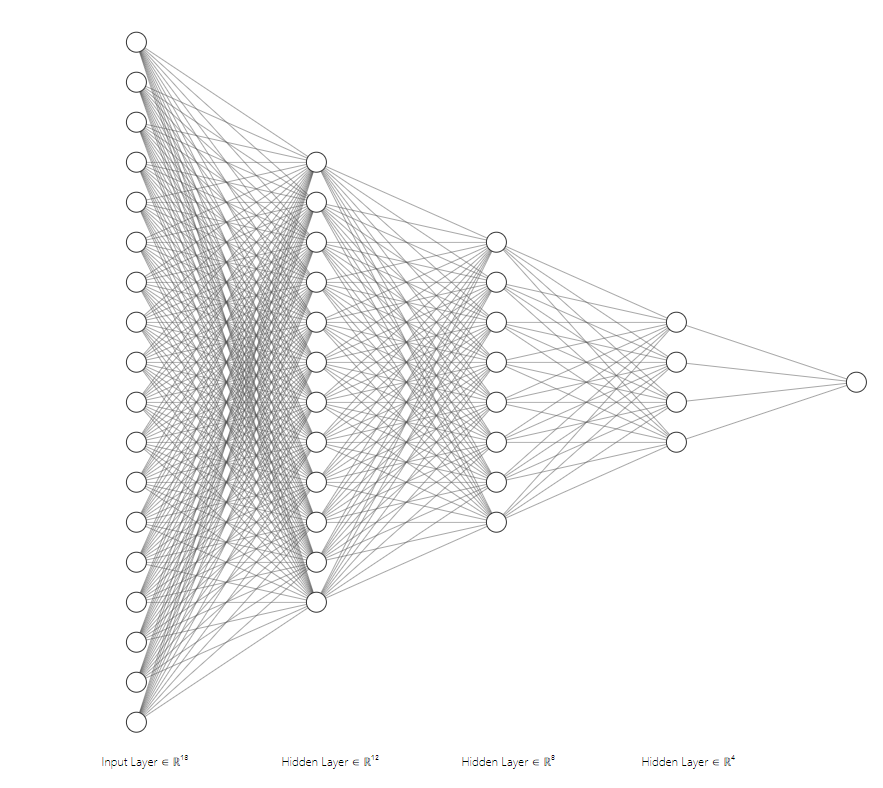 Input Layer ∈ ℝ¹⁸
Hidden Layer ∈ ℝ¹²
Hidden Layer ∈ ℝ⁸
Hidden Layer ∈ ℝ⁴